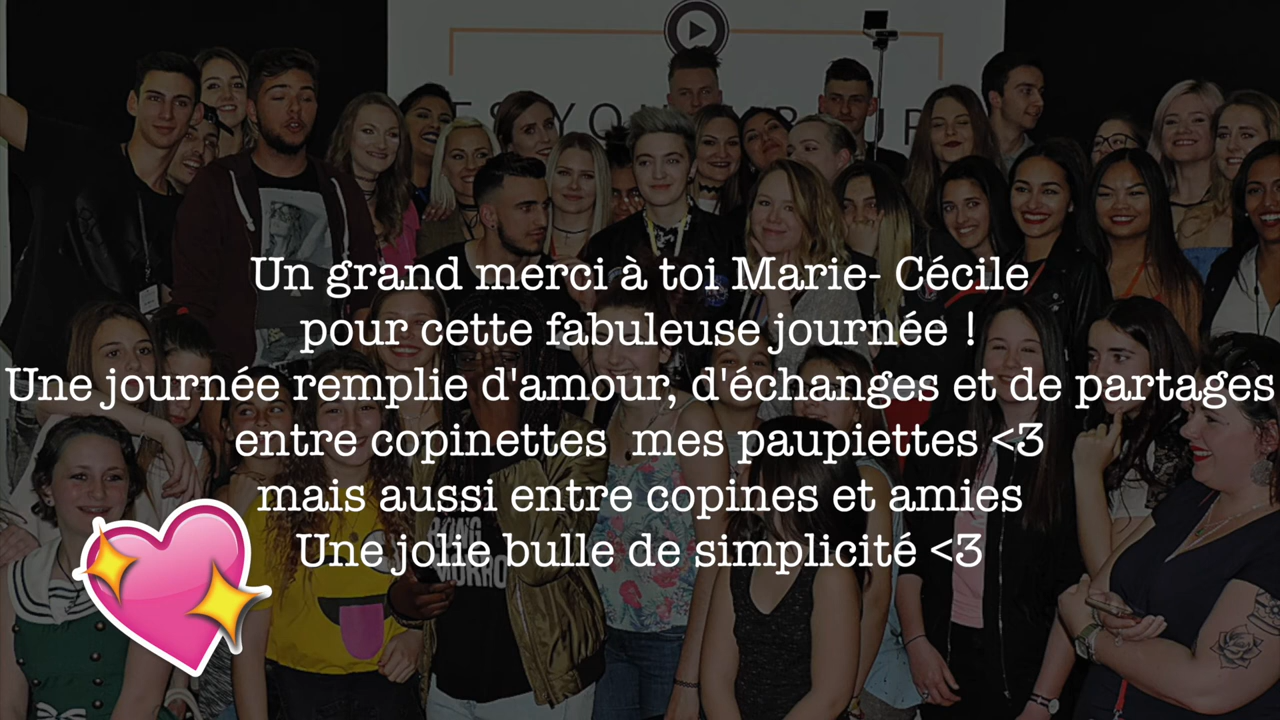 Un grand merci à toi Marie- Cécile
pour cette fabuleuse journée !
Une journée remplie d'amour, d'échanges et de partages
entre copinettes  mes paupiettes <3
mais aussi entre copines et amies
Une jolie bulle de simplicité <3